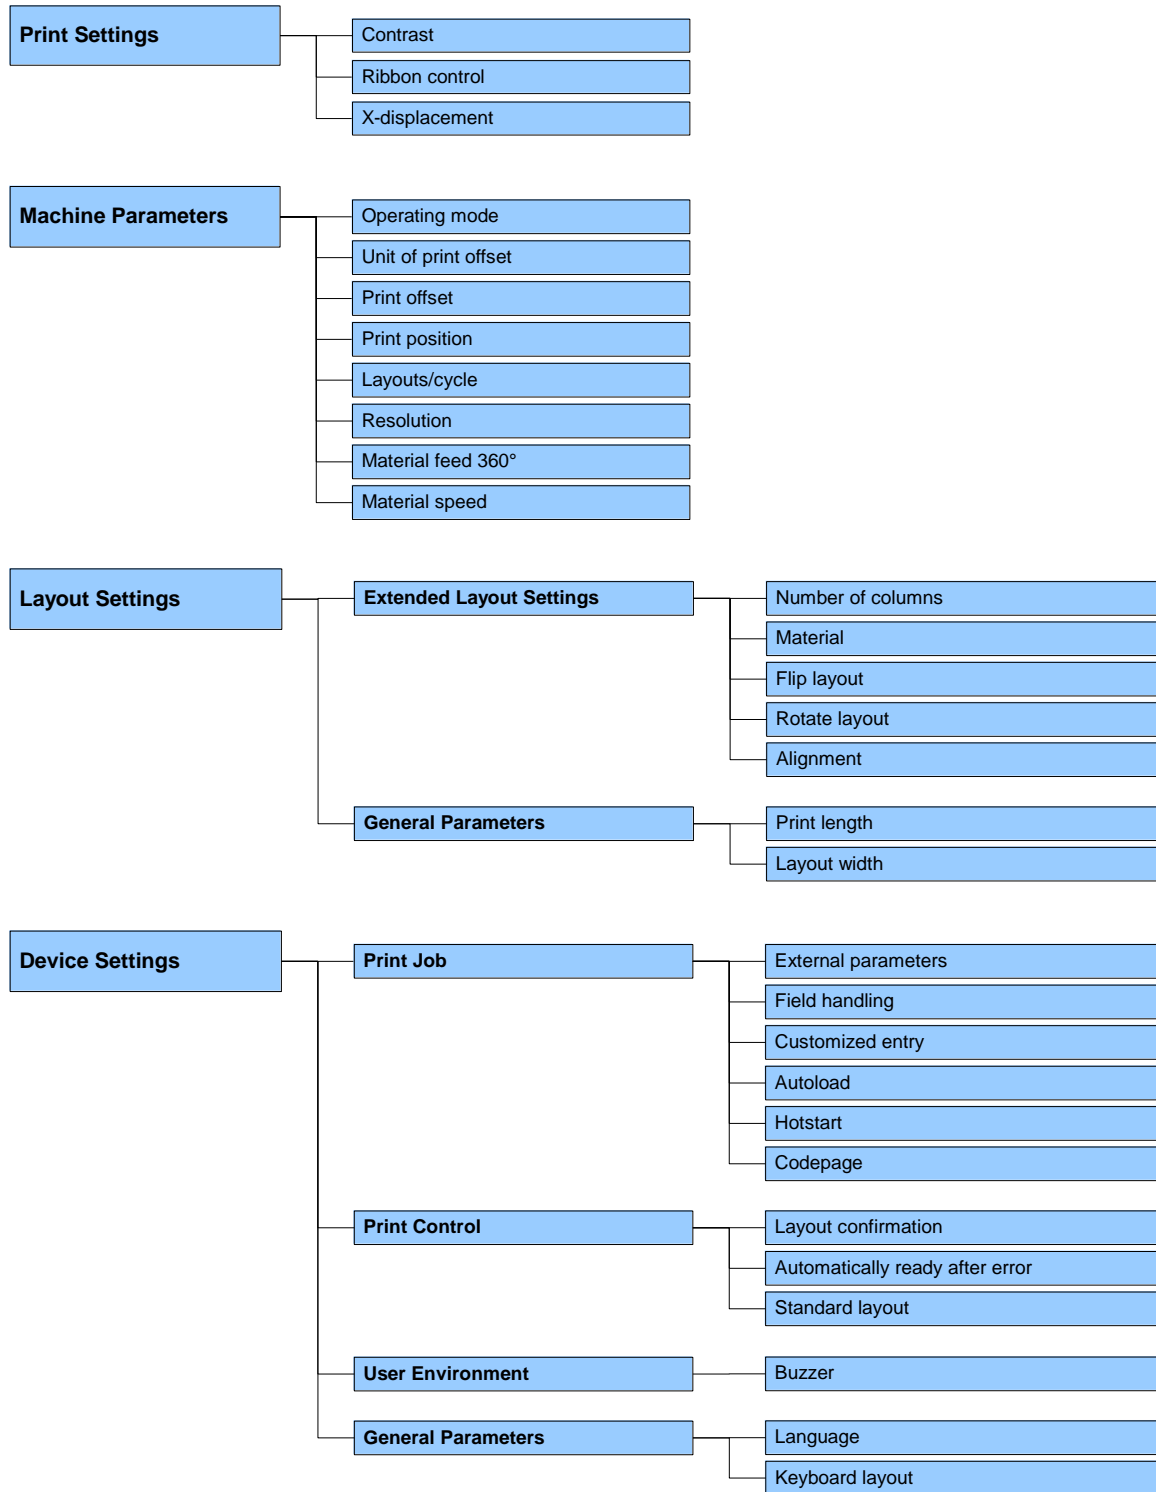 Print Settings
Contrast
Ribbon control
X-displacement
Machine Parameters
Operating mode
Unit of print offset
Print offset
Print position
Layouts/cycle
Resolution
Material feed 360°
Material speed
Layout Settings
Extended Layout Settings
Number of columns
Material
Flip layout
Rotate layout
Alignment
General Parameters
Print length
Layout width
Device Settings
Print Job
External parameters
Field handling
Customized entry
Autoload
Hotstart
Codepage
Print Control
Layout confirmation
Automatically ready after error
Standard layout
User Environment
Buzzer
General Parameters
Language
Keyboard layout